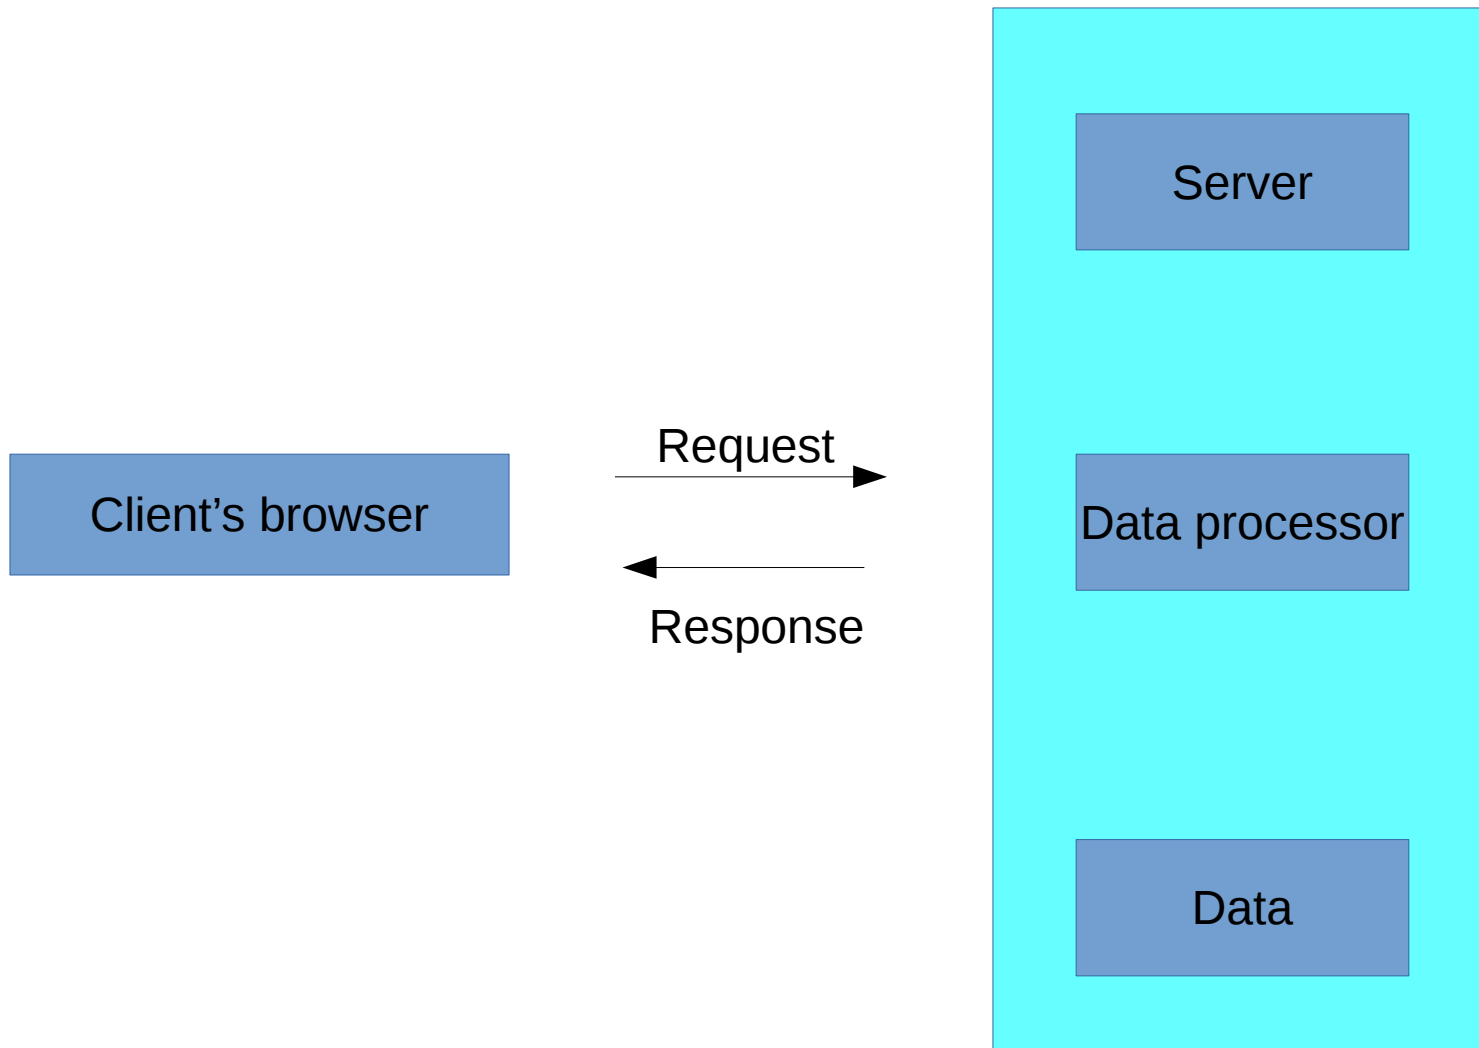 Server
Request
Client’s browser
Data processor
Response
Data